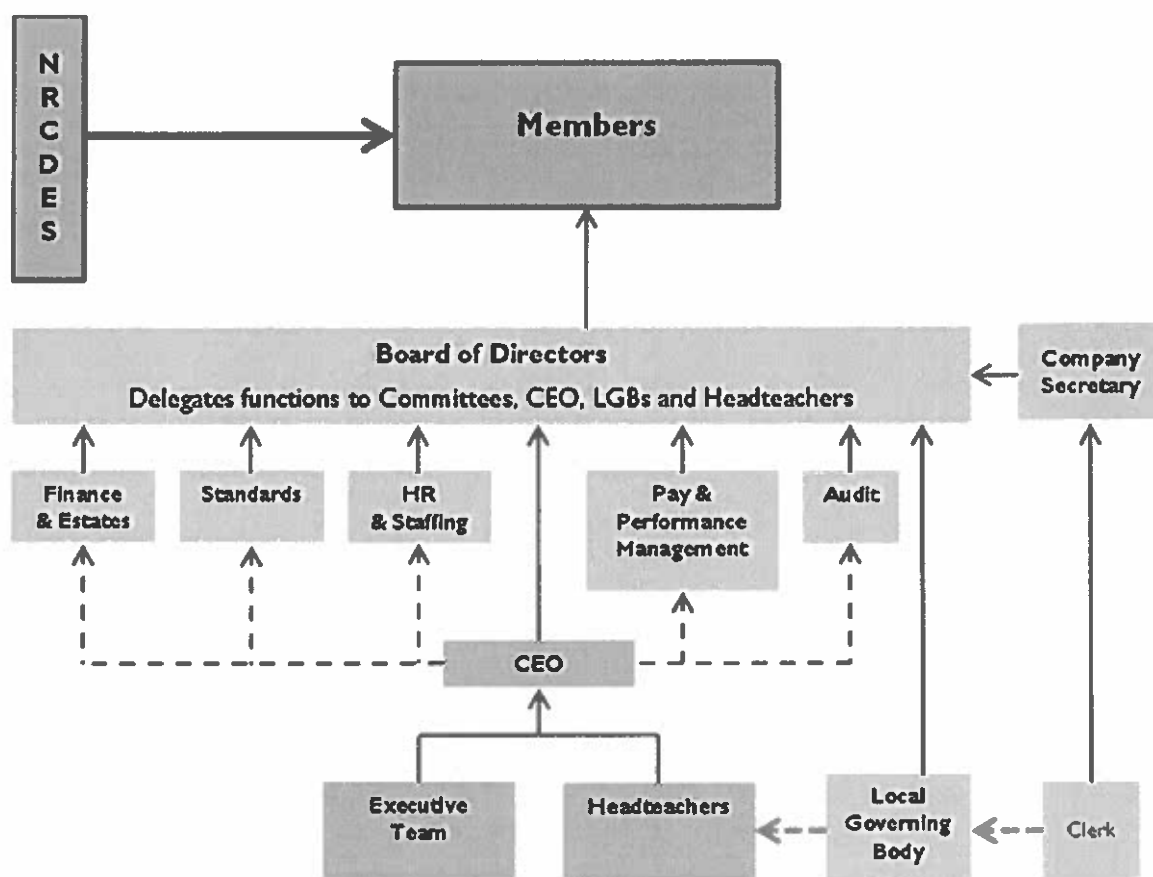 NRCDES
Members
Board of Directors
Delegates functions to Committees, CEO, LGBs and Headteachers
Company
Secretary
Finance
& Estates
Standards
HR
& Staffing
Pay &
Performance
Management
Audit
CEO
Executive
Team
Headteachers
Local
Governing
Body
Clerk